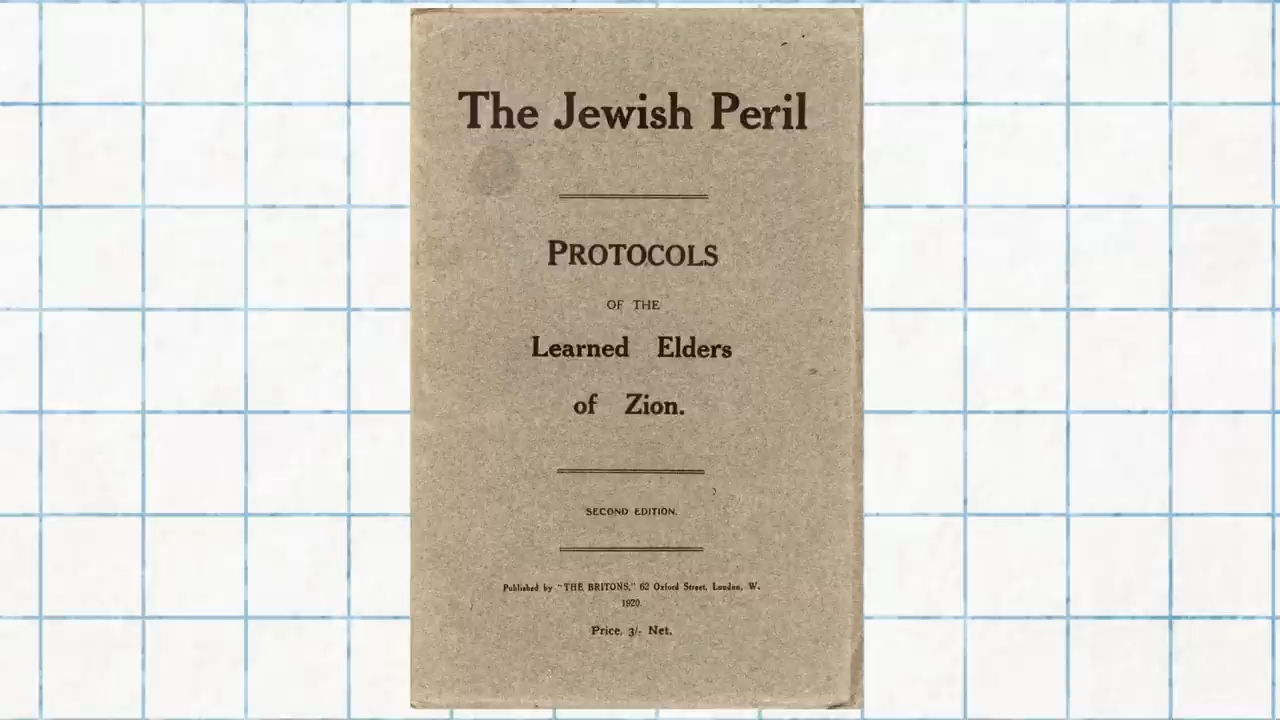 The Jewish Peril
PROTOCOLS
OF THE
Learned Elders
of Zion.
SECOND EDITION.
Published by "THE BRITONS," 62 Oxford Street, London, W.
1920.
Price, 3/- Net.